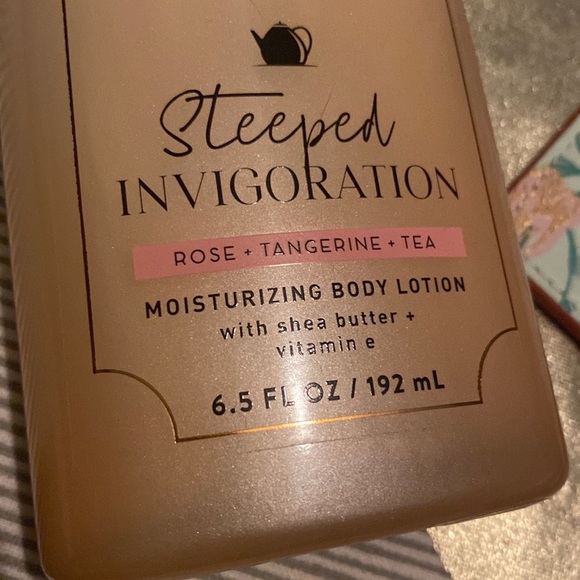 Steeped
INVIGORATION
ROSE + TANGERINE + TEA
MOISTURIZING BODY LOTION
with shea butter +
vitamin e
6.5 FL OZ / 192 mL